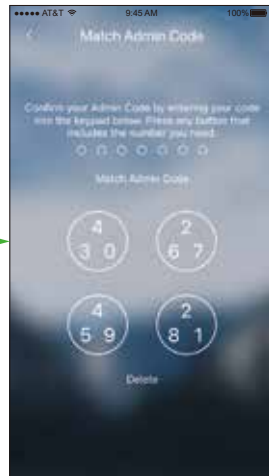 AT&T 9:45 AM 100%
Match Admin Code
Confirm your Admin Code by entering your code
into the keypad below. Press any button that
includes the number you need.
Match Admin Code
4 2
3 0 6 7
4 2
5 9 8 1
Delete